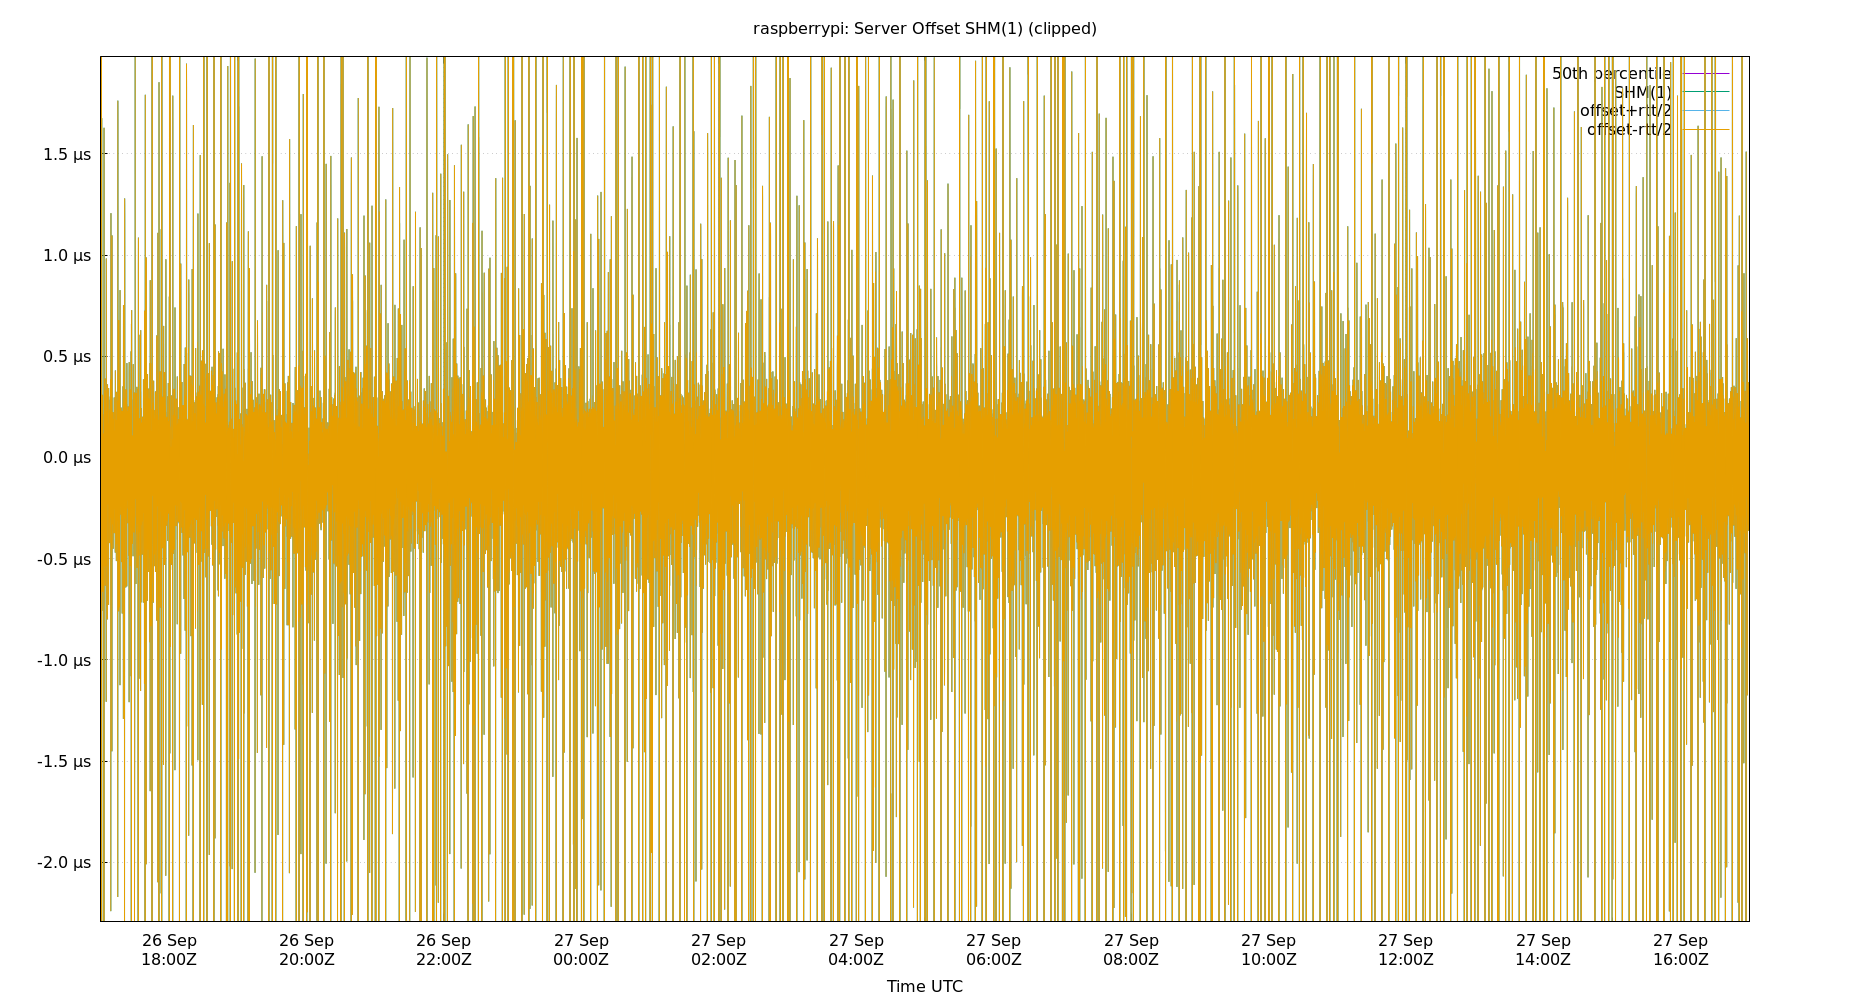 raspberrypi: Server Offset SHM(1) (clipped)
50th percentile
SHM(1)
offset+rtt/2
offset-rtt/2
1.5 µs
1.0 µs
0.5 µs
0.0 µs
-0.5 µs
-1.0 µs
-1.5 µs
-2.0 µs
26 Sep 26 Sep 26 Sep 27 Sep 27 Sep 27 Sep 27 Sep 27 Sep 27 Sep 27 Sep 27 Sep 27 Sep
18:00Z 20:00Z 22:00Z 00:00Z 02:00Z 04:00Z 06:00Z 08:00Z 10:00Z 12:00Z 14:00Z 16:00Z
Time UTC